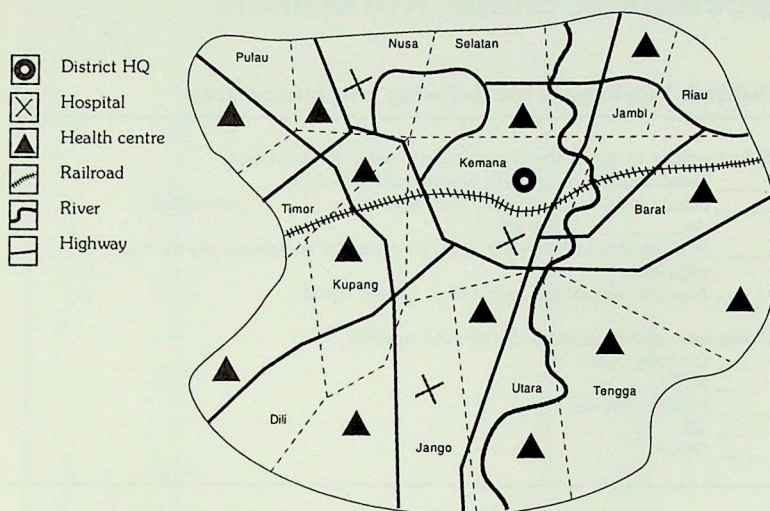 District HQ
Hospital
Health centre
Railroad
River
Highway
Pulau
Nusa
Selatan
Riau
Jambi
Kemana
Timor
Barat
Kupang
Utara
Tengga
Dili
Jango